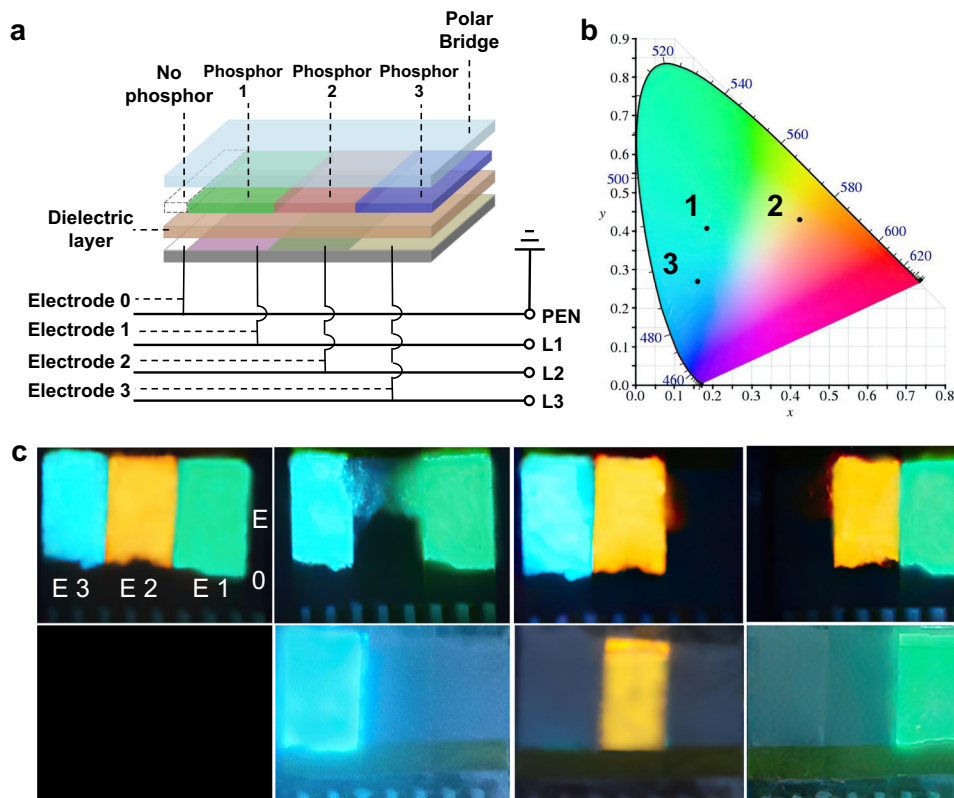 a
Polar
Bridge
No
phosphor
Phosphor
1
Phosphor
2
Phosphor
3
Dielectric
layer
Electrode 0
PEN
Electrode 1
L1
Electrode 2
L2
Electrode 3
L3
b
0.9
0.8
0.7
0.6
0.5
0.4
0.3
0.2
0.1
0.0
y
0.0 0.1 0.2 0.3 0.4 0.5 0.6 0.7 0.8
x
520
540
560
580
600
620
500
480
460
1
2
3
c
E
0
E 3 E 2 E 1